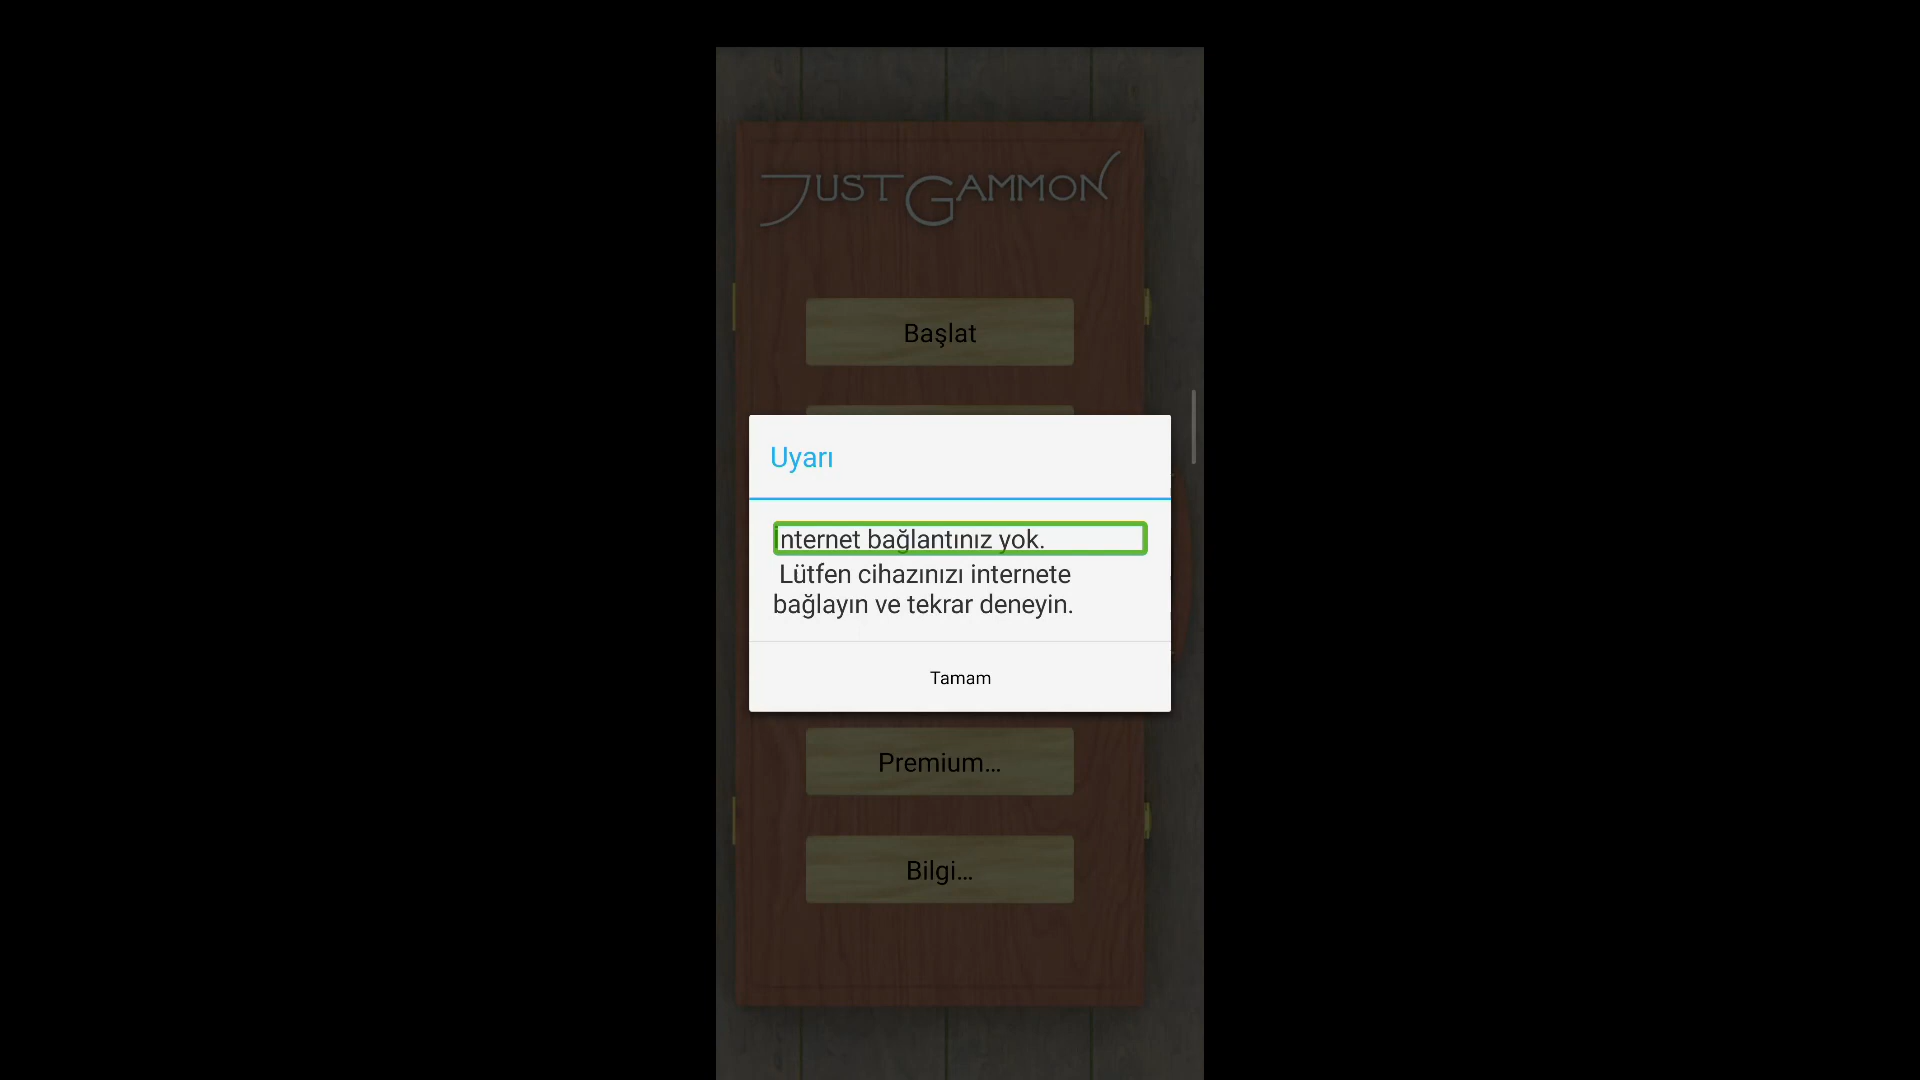 JUST GAMMON
Başlat
Uyarı
İnternet bağlantınız yok.
Lütfen cihazınızı internete
bağlayın ve tekrar deneyin.
Tamam
Premium...
Bilgi...